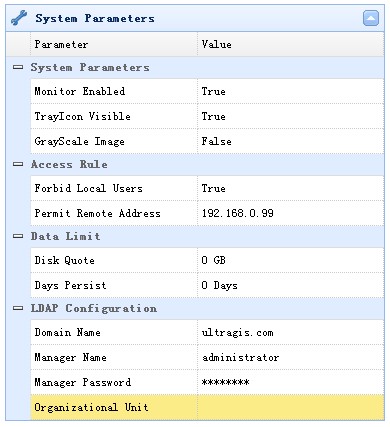 System Parameters
Parameter Value
System Parameters
Monitor Enabled True
TrayIcon Visible True
GrayScale Image False
Access Rule
Forbid Local Users True
Permit Remote Address 192.168.0.99
Data Limit
Disk Quote 0 GB
Days Persist 0 Days
LDAP Configuration
Domain Name ultragis.com
Manager Name administrator
Manager Password ********
Organizational Unit